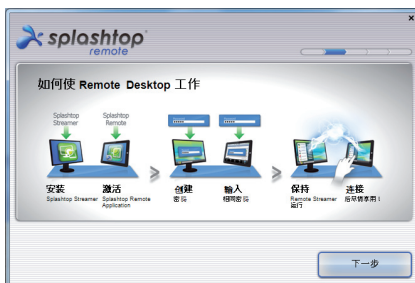 splashtop
remote
如何使 Remote Desktop 工作
Splashtop Streamer
Splashtop Remote
安装
Splashtop Streamer
激活
Splashtop Remote Application
创建
密码
输入
相同密码
保持
Remote Streamer 运行
连接
后尽情享用！
下一步